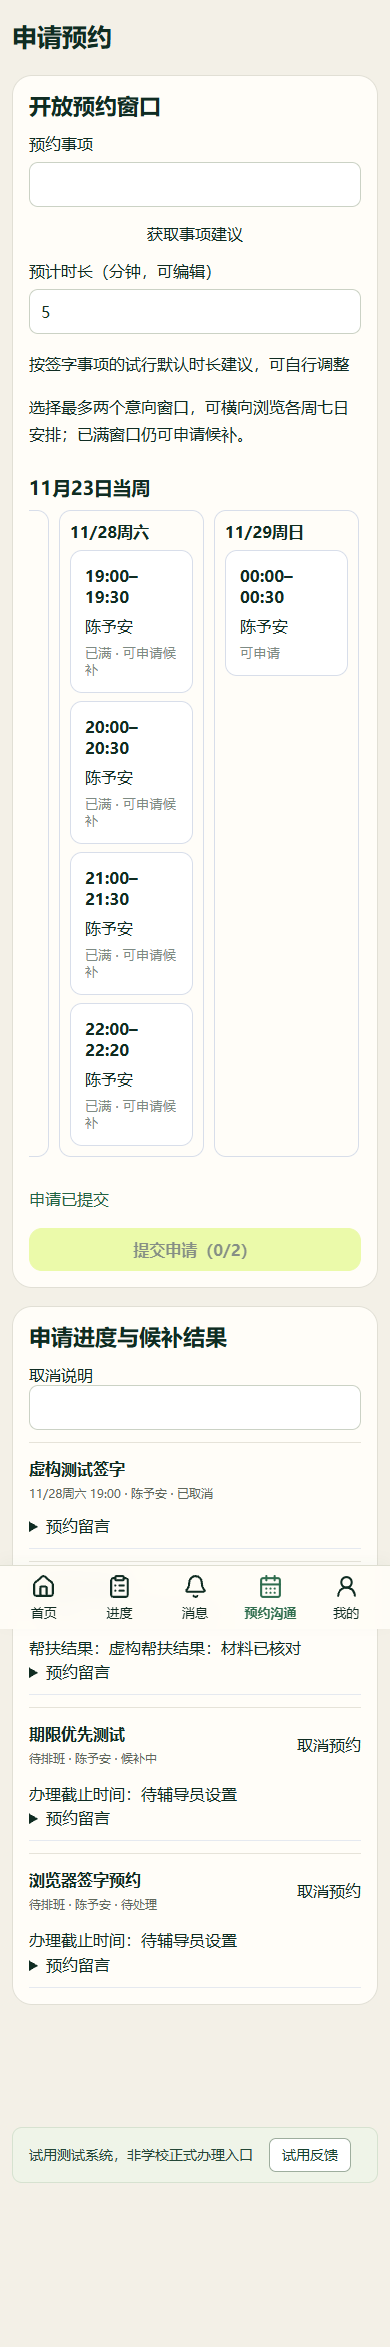 申请预约
开放预约窗口
预约事项
获取事项建议
预计时长（分钟，可编辑）
5
按签字事项的试行默认时长建议，可自行调整
选择最多两个意向窗口，可横向浏览各周七日
安排；已满窗口仍可申请候补。
11月23日当周
11/28周六
19:00–
19:30
陈予安
已满 · 可申请候
补
20:00–
20:30
陈予安
已满 · 可申请候
补
21:00–
21:30
陈予安
已满 · 可申请候
补
22:00–
22:20
陈予安
已满 · 可申请候
补
11/29周日
00:00–
00:30
陈予安
可申请
申请已提交
提交申请（0/2）
申请进度与候补结果
取消说明
虚构测试签字
11/28周六 19:00 · 陈予安 · 已取消
▶ 预约留言
首页
进度
消息
预约沟通
我的
帮扶结果：虚构帮扶结果：材料已核对
▶ 预约留言
期限优先测试
待排班 · 陈予安 · 候补中
取消预约
办理截止时间：待辅导员设置
▶ 预约留言
浏览器签字预约
待排班 · 陈予安 · 待处理
取消预约
办理截止时间：待辅导员设置
▶ 预约留言
试用测试系统，非学校正式办理入口
试用反馈